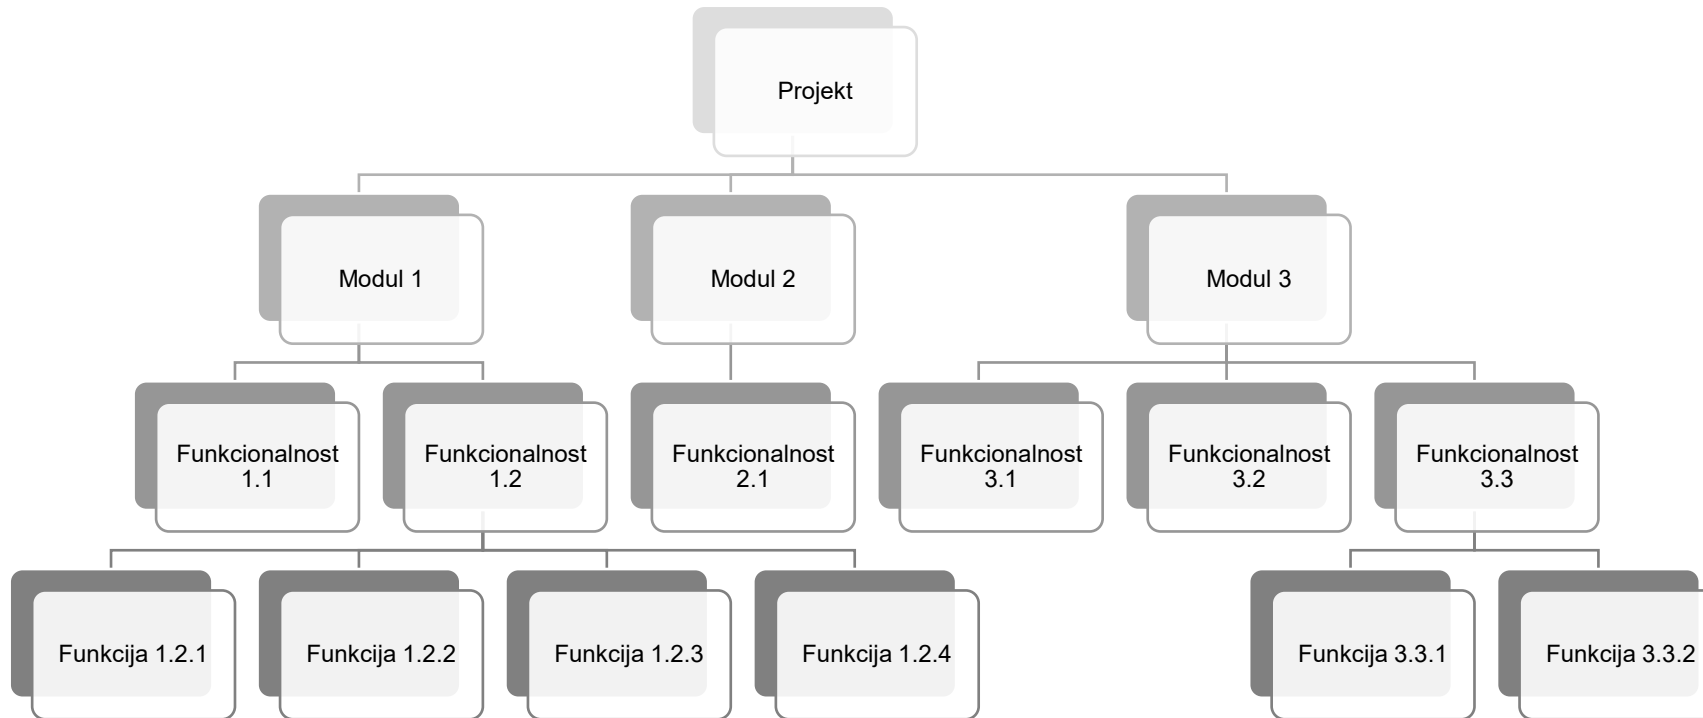 Projekt
Modul 1
Modul 2
Modul 3
Funkcionalnost
1.1
Funkcionalnost
1.2
Funkcionalnost
2.1
Funkcionalnost
3.1
Funkcionalnost
3.2
Funkcionalnost
3.3
Funkcija 1.2.1
Funkcija 1.2.2
Funkcija 1.2.3
Funkcija 1.2.4
Funkcija 3.3.1
Funkcija 3.3.2